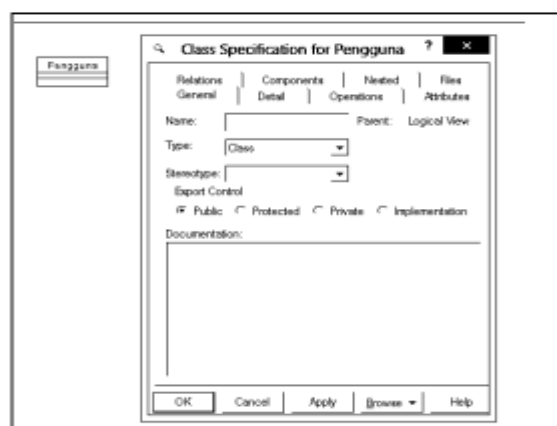 Class Specification for Pengguna ? ×
Pengguna
Relations Components Nested Files
General Detail Operations Attributes
Name: Parent: Logical View
Type: Class
Stereotype:
Export Control
Public Protected Private Implementation
Documentation:
OK Cancel Apply Browse Help